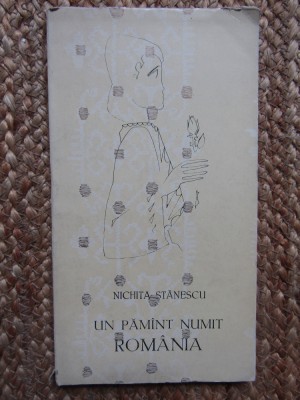 NICHITA STĂNESCU
UN PĂMÎNT NUMIT
ROMÂNIA